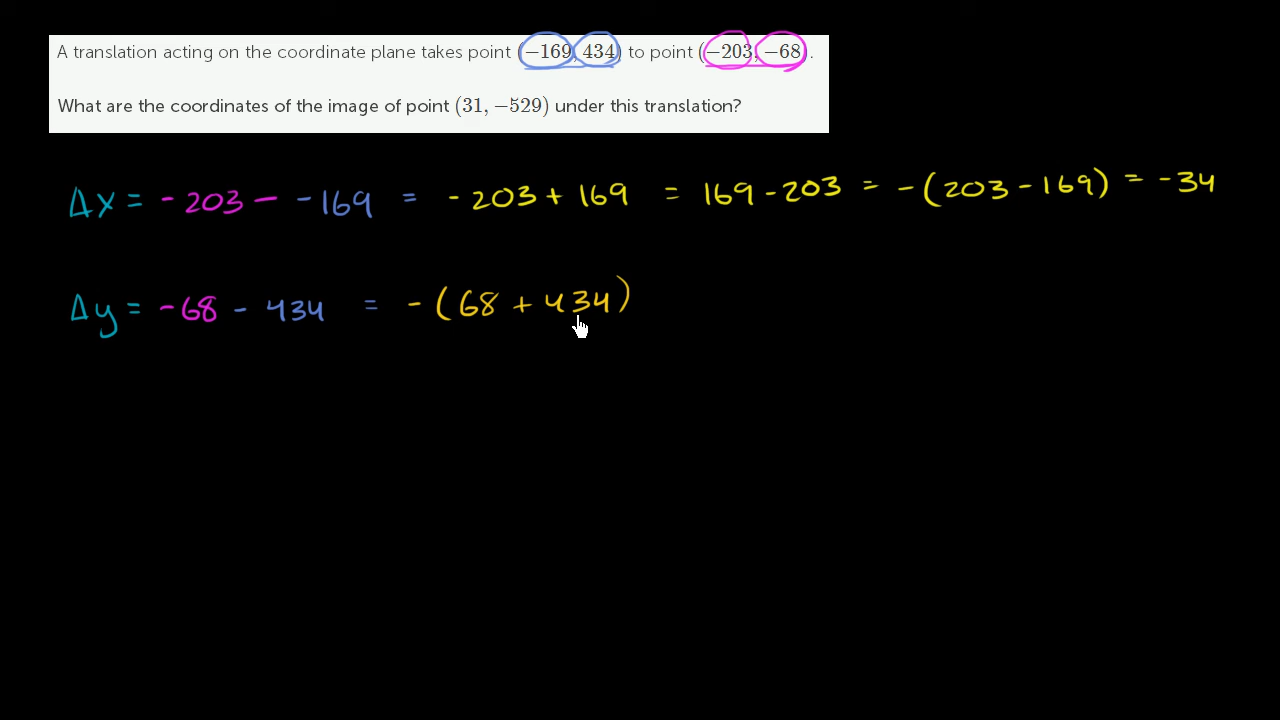 A translation acting on the coordinate plane takes point (−169, 434) to point (−203, −68).
What are the coordinates of the image of point (31, −529) under this translation?
Δx = -203 - -169 = -203 + 169 = 169 - 203 = -(203 - 169) = -34
Δy = -68 - 434 = -(68 + 434)